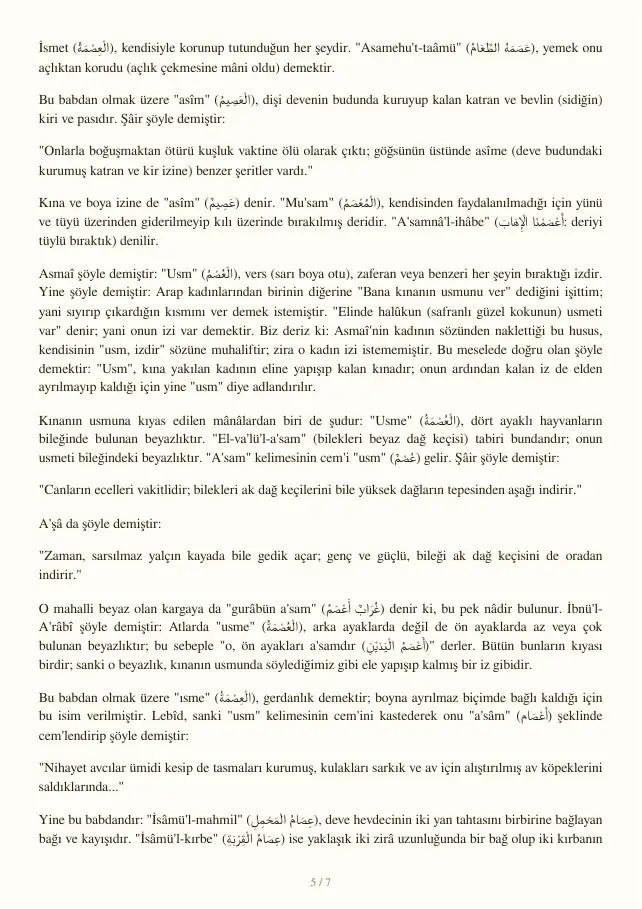 İsmet (الْعِصْمَةُ), kendisiyle korunup tutunduğun her şeydir. "Asamehu't-taâmü" (عَصَمَهُ الطَّعَامُ), yemek onu
açlıktan korudu (açlık çekmesine mâni oldu) demektir.
Bu babdan olmak üzere "asîm" (الْعَصِيمُ), dişi devenin budunda kuruyup kalan katran ve bevlin (sidiğin)
kiri ve pasıdır. Şâir şöyle demiştir:
"Onlarla boğuşmaktan ötürü kuşluk vaktine ölü olarak çıktı; göğsünün üstünde asîme (deve budundaki
kurumuş katran ve kir izine) benzer şeritler vardı."
Kına ve boya izine de "asîm" (عَصِيمٌ) denir. "Mu'sam" (الْمُعْصَمُ), kendisinden faydalanılmadığı için yünü
ve tüyü üzerinden giderilmeyip kılı üzerinde bırakılmış deridir. "A'samnâ'l-ihâbe" (أَعْصَمْنَا الْإِهَابَ: deriyi
tüylü bıraktık) denilir.
Asmaî şöyle demiştir: "Usm" (الْعُصْمُ), vers (sarı boya otu), zaferan veya benzeri her şeyin bıraktığı izdir.
Yine şöyle demiştir: Arap kadınlarından birinin diğerine "Bana kınanın usmunu ver" dediğini işittim;
yani sıyırıp çıkardığın kısmını ver demek istemiştir. "Elinde halûkun (safranlı güzel kokunun) usmeti
var" denir; yani onun izi var demektir. Biz deriz ki: Asmaî'nin kadının sözünden naklettiği bu husus,
kendisinin "usm, izdir" sözüne muhaliftir; zira o kadın izi istememiştir. Bu meselede doğru olan şöyle
demektir: "Usm", kına yakılan kadının eline yapışıp kalan kınadır; onun ardından kalan iz de elden
ayrılmayıp kaldığı için yine "usm" diye adlandırılır.
Kınanın usmuna kıyas edilen mânâlardan biri de şudur: "Usme" (الْعُصْمَةُ), dört ayaklı hayvanların
bileğinde bulunan beyazlıktır. "El-va'lü'l-a'sam" (bilekleri beyaz dağ keçisi) tabiri bundandır; onun
usmeti bileğindeki beyazlıktır. "A'sam" kelimesinin cem'i "usm" (عُصْمٌ) gelir. Şâir şöyle demiştir:
"Canların ecelleri vakitlidir; bilekleri ak dağ keçilerini bile yüksek dağların tepesinden aşağı indirir."
A'şâ da şöyle demiştir:
"Zaman, sarsılmaz yalçın kayada bile gedik açar; genç ve güçlü, bileği ak dağ keçisini de oradan
indirir."
O mahalli beyaz olan kargaya da "gurâbün a'sam" (غُرَابٌ أَعْصَمُ) denir ki, bu pek nâdir bulunur. İbnü'l-
A'râbî şöyle demiştir: Atlarda "usme" (الْعُصْمَةُ), arka ayaklarda değil de ön ayaklarda az veya çok
bulunan beyazlıktır; bu sebeple "o, ön ayakları a'samdır (أَعْصَمُ الْيَدَيْنِ)" derler. Bütün bunların kıyası
birdir; sanki o beyazlık, kınanın usmunda söylediğimiz gibi ele yapışıp kalmış bir iz gibidir.
Bu babdan olmak üzere "ısme" (الْعِصْمَةُ), gerdanlık demektir; boyna ayrılmaz biçimde bağlı kaldığı için
bu isim verilmiştir. Lebîd, sanki "usm" kelimesinin cem'ini kastederek onu "a'sâm" (أَعْصَام) şeklinde
cem'lendirip şöyle demiştir:
"Nihayet avcılar ümidi kesip de tasmaları kurumuş, kulakları sarkık ve av için alıştırılmış av köpeklerini
saldıklarında..."
Yine bu babdandır: "İsâmü'l-mahmil" (عِصَامُ الْمَحْمِلِ), deve hevdecinin iki yan tahtasını birbirine bağlayan
bağı ve kayışıdır. "İsâmü'l-kırbe" (عِصَامُ الْقِرْبَةِ) ise yaklaşık iki zirâ uzunluğunda bir bağ olup iki kırbanın
5 / 7